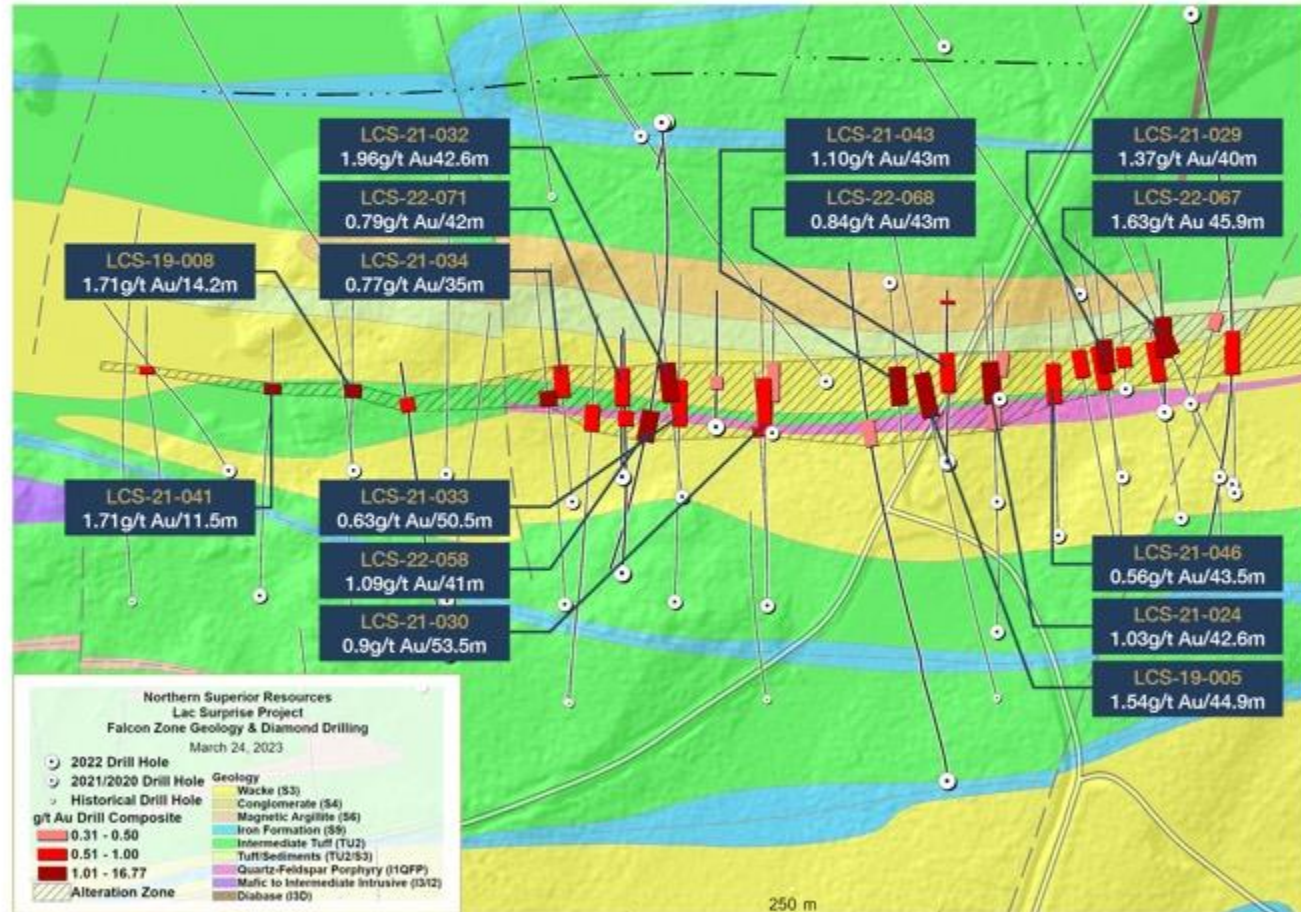 LCS-21-032
1.96g/t Au42.6m
LCS-22-071
0.79g/t Au/42m
LCS-21-034
0.77g/t Au/35m
LCS-19-008
1.71g/t Au/14.2m
LCS-21-043
1.10g/t Au/43m
LCS-22-068
0.84g/t Au/43m
LCS-21-029
1.37g/t Au/40m
LCS-22-067
1.63g/t Au 45.9m
LCS-21-041
1.71g/t Au/11.5m
LCS-21-033
0.63g/t Au/50.5m
LCS-22-058
1.09g/t Au/41m
LCS-21-030
0.9g/t Au/53.5m
LCS-21-046
0.56g/t Au/43.5m
LCS-21-024
1.03g/t Au/42.6m
LCS-19-005
1.54g/t Au/44.9m
Northern Superior Resources
Lac Surprise Project
Falcon Zone Geology & Diamond Drilling
March 24, 2023
2022 Drill Hole
2021/2020 Drill Hole
Historical Drill Hole
g/t Au Drill Composite
0.31 - 0.50
0.51 - 1.00
1.01 - 16.77
Alteration Zone
Geology
Wacke (S3)
Conglomerate (S4)
Magnetic Argillite (S6)
Iron Formation (S9)
Intermediate Tuff (TU2)
Tuff/Sediments (TU2/S3)
Quartz-Feldspar Porphyry (I1QFP)
Mafic to Intermediate Intrusive (I3/I2)
Diabase (I3D)
250 m